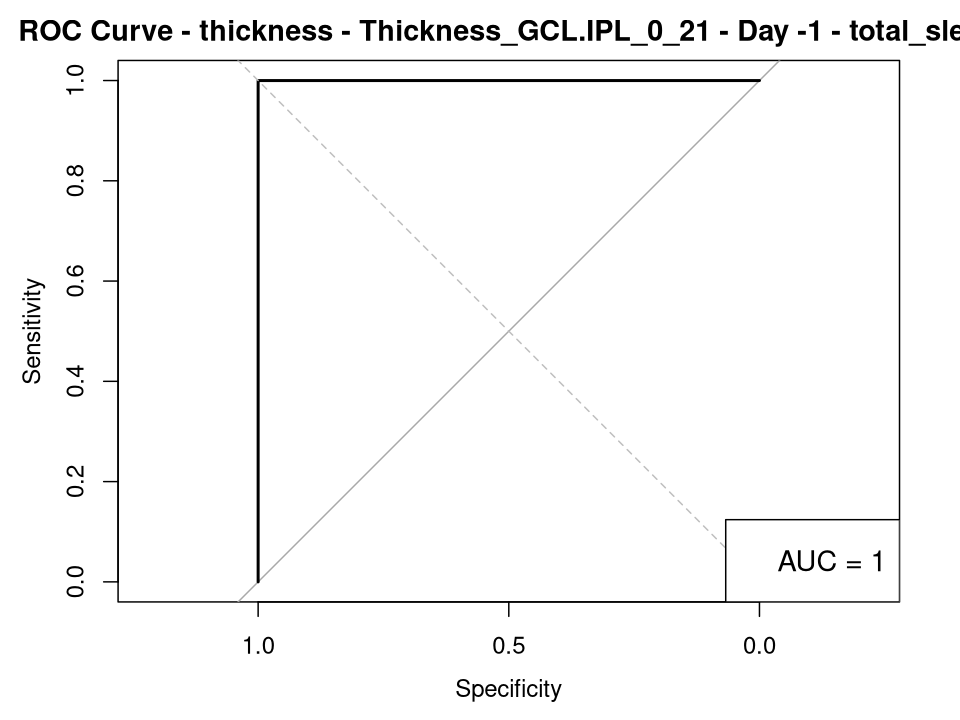 ROC Curve - thickness - Thickness_GCL.IPL_0_21 - Day -1 - total_sle
1.0
0.8
0.6
0.4
0.2
0.0
Sensitivity
AUC = 1
1.0 0.5 0.0
Specificity